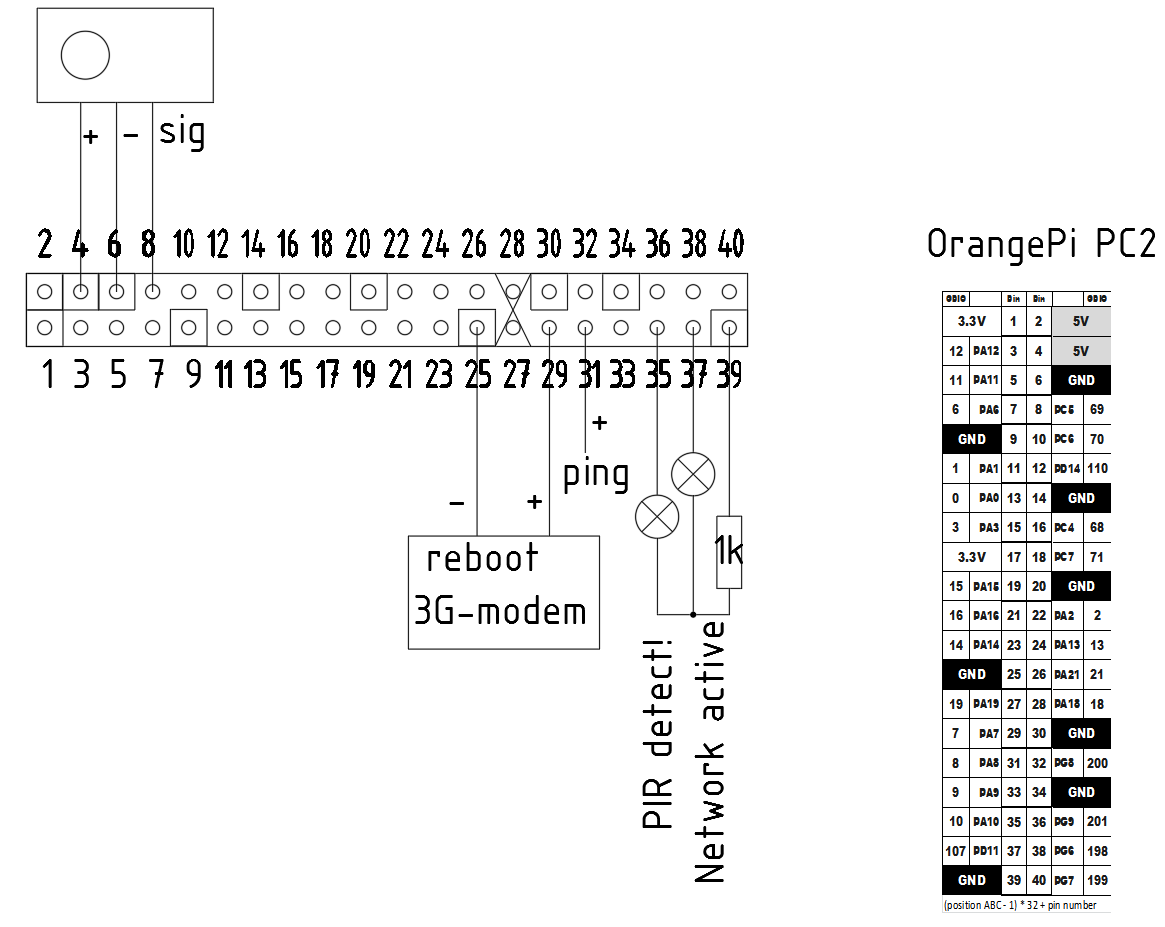 + - sig
2 4 6 8 10 12 14 16 18 20 22 24 26 28 30 32 34 36 38 40
1 3 5 7 9 11 13 15 17 19 21 23 25 27 29 31 33 35 37 39
+
ping
- +
reboot
3G-modem
1k
PIR detect!
Network active
OrangePi PC2
GPIO Pin Pin GPIO
3.3V 1 2 5V
12 PA12 3 4 5V
11 PA11 5 6 GND
6 PA6 7 8 PC5 69
GND 9 10 PC6 70
1 PA1 11 12 PD14 110
0 PA0 13 14 GND
3 PA3 15 16 PC4 68
3.3V 17 18 PC7 71
15 PA15 19 20 GND
16 PA16 21 22 PA2 2
14 PA14 23 24 PA13 13
GND 25 26 PA21 21
19 PA19 27 28 PA18 18
7 PA7 29 30 GND
8 PA8 31 32 PG8 200
9 PA9 33 34 GND
10 PA10 35 36 PG9 201
107 PD11 37 38 PG6 198
GND 39 40 PG7 199
(position ABC - 1) * 32 + pin number